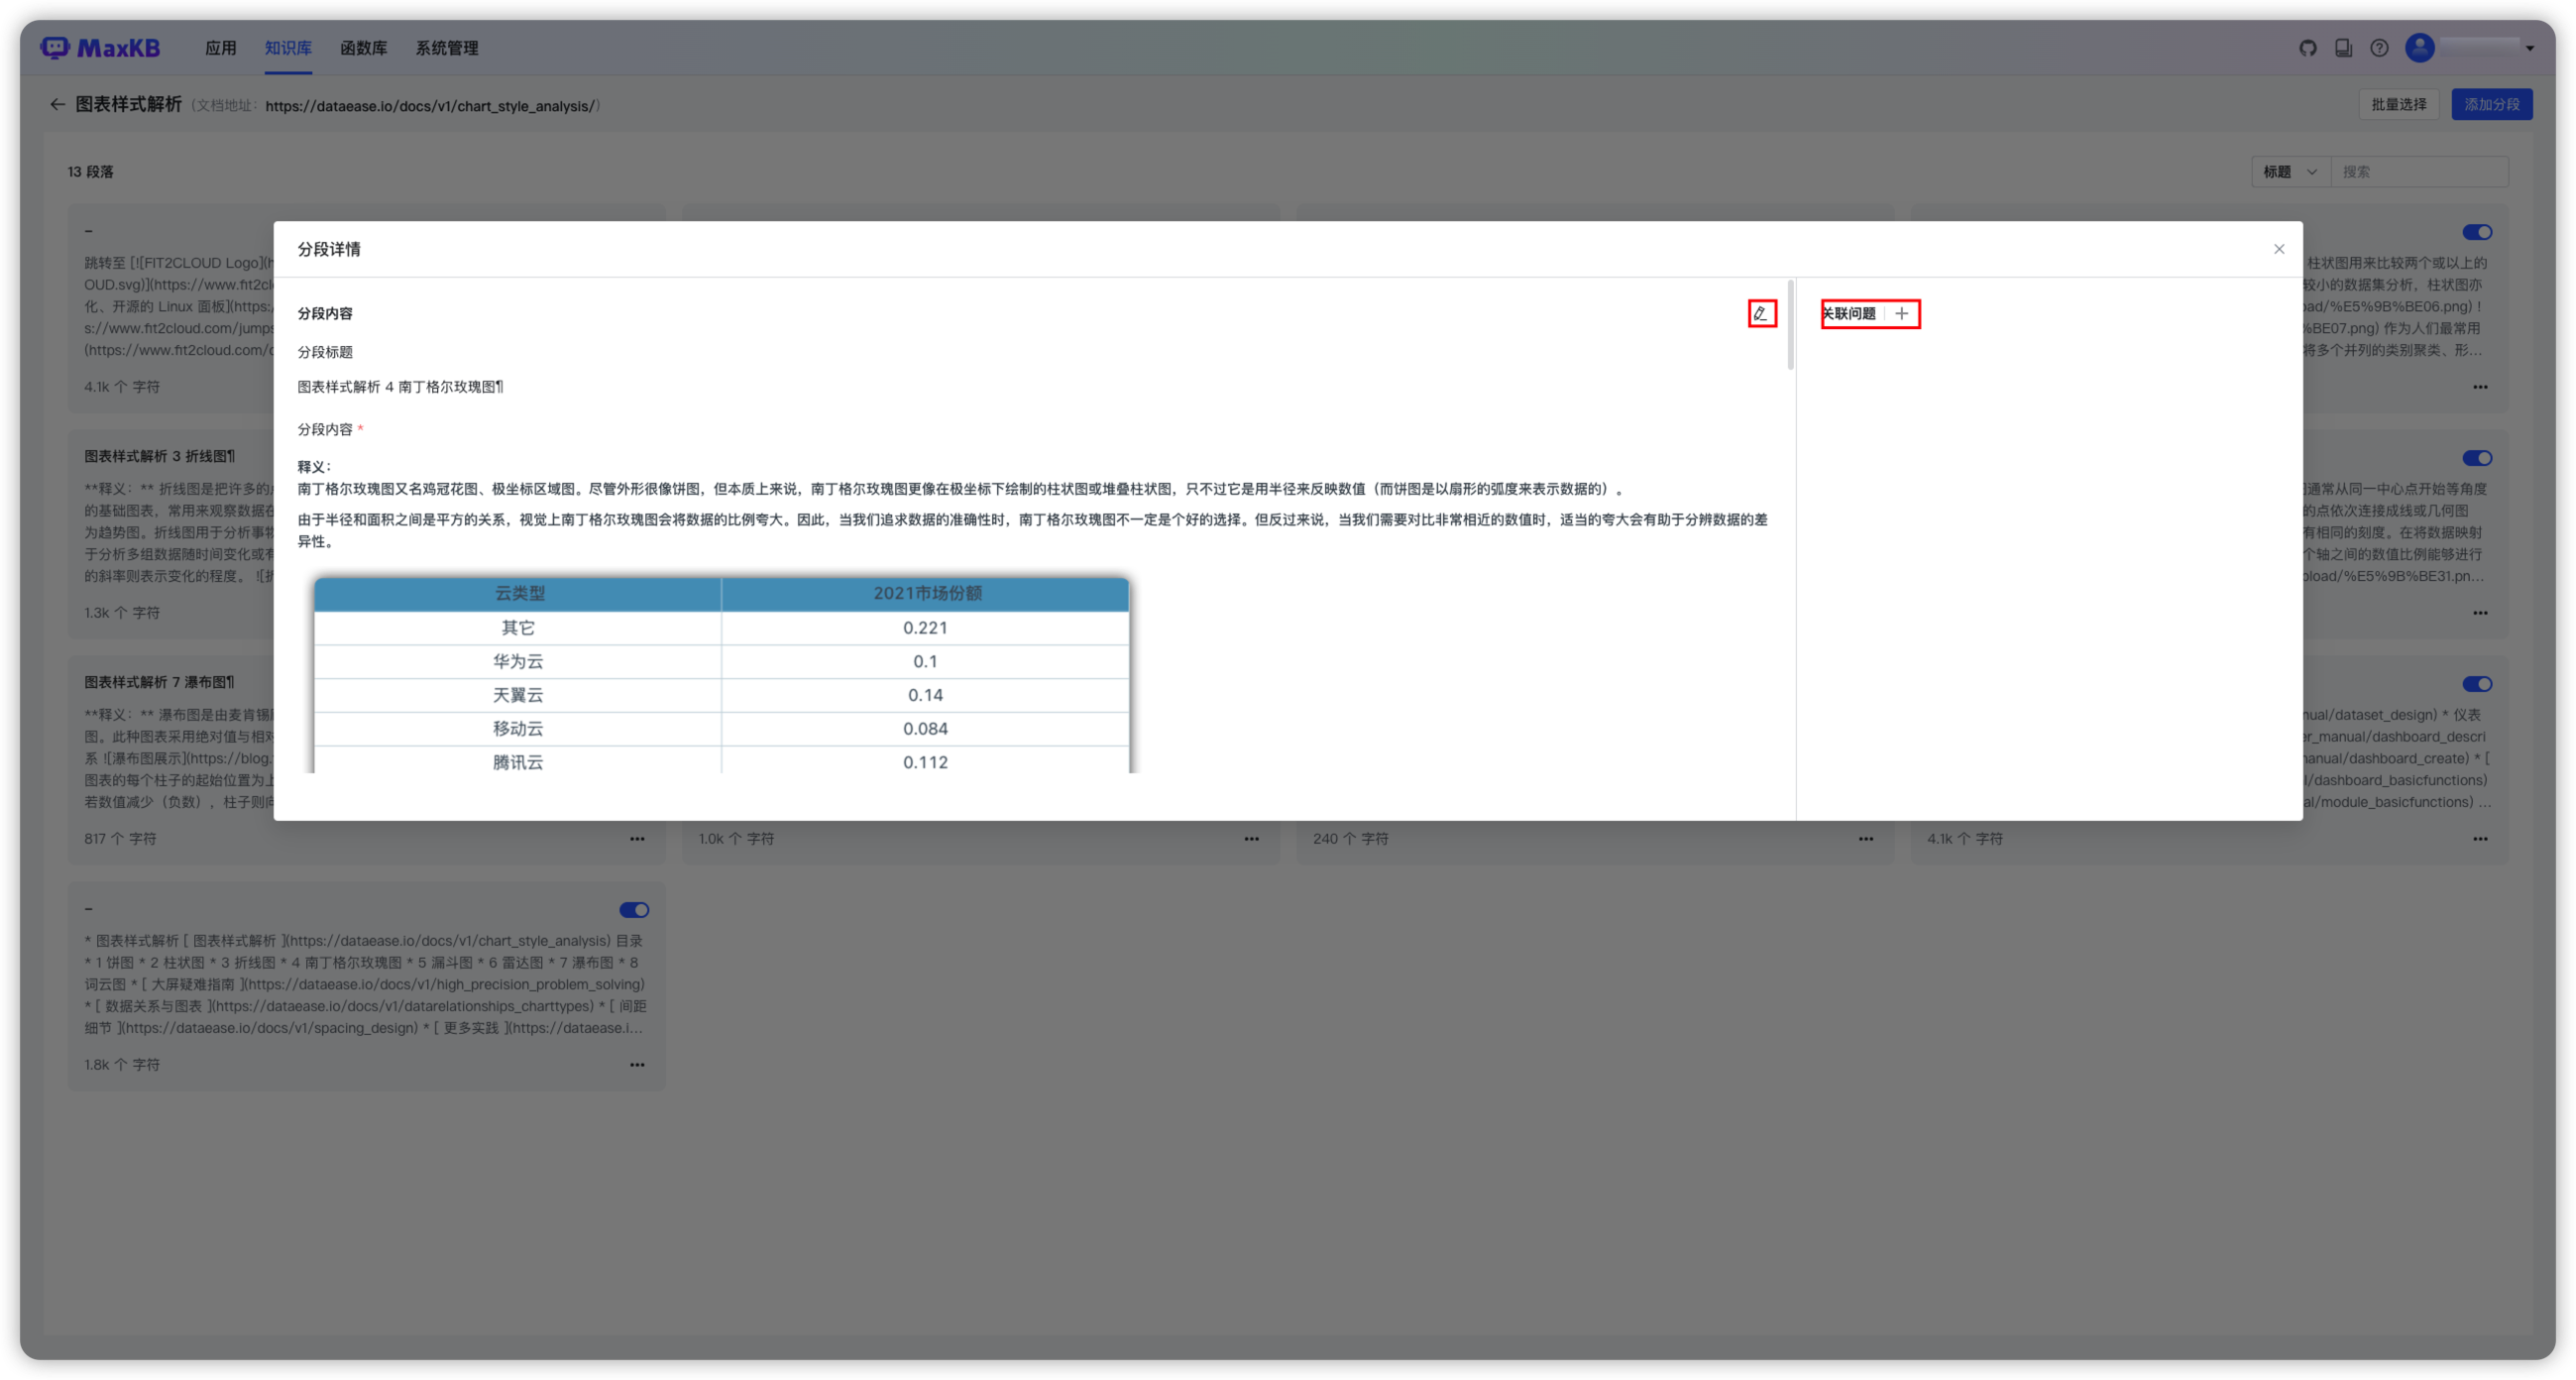 MaxKB 应用 知识库 函数库 系统管理
图表样式解析（文档地址：https://dataease.io/docs/v1/chart_style_analysis/）
批量选择 添加分段
13 段落
标题 搜索
–
跳转至 [![FIT2CLOUD Logo](h
OUD.svg)](https://www.fit2cl
化、开源的 Linux 面板](https:
s://www.fit2cloud.com/jumps
(https://www.fit2cloud.com/c
4.1k 个 字符
柱状图用来比较两个或以上的
较小的数据集分析，柱状图亦
oad/%E5%9B%BE06.png) !
%BE07.png) 作为人们最常用
将多个并列的类别聚类、形...
图表样式解析 3 折线图¶
**释义：** 折线图是把许多的
的基础图表，常用来观察数据在
为趋势图。折线图用于分析事物
于分析多组数据随时间变化或有
的斜率则表示变化的程度。 ![折
1.3k 个 字符
图通常从同一中心点开始等角度
的点依次连接成线或几何图
有相同的刻度。在将数据映射
个轴之间的数值比例能够进行
pload/%E5%9B%BE31.pn...
图表样式解析 7 瀑布图¶
**释义：** 瀑布图是由麦肯锡
图。此种图表采用绝对值与相对
系 ![瀑布图展示](https://blog.
图表的每个柱子的起始位置为上
若数值减少（负数），柱子则向
817 个 字符
1.0k 个 字符
240 个 字符
nual/dataset_design) * 仪表
er_manual/dashboard_descri
manual/dashboard_create) * [
l/dashboard_basicfunctions)
al/module_basicfunctions) ...
4.1k 个 字符
–
* 图表样式解析 [ 图表样式解析 ](https://dataease.io/docs/v1/chart_style_analysis) 目录
* 1 饼图 * 2 柱状图 * 3 折线图 * 4 南丁格尔玫瑰图 * 5 漏斗图 * 6 雷达图 * 7 瀑布图 * 8
词云图 * [ 大屏疑难指南 ](https://dataease.io/docs/v1/high_precision_problem_solving)
* [ 数据关系与图表 ](https://dataease.io/docs/v1/datarelationships_charttypes) * [ 间距
细节 ](https://dataease.io/docs/v1/spacing_design) * [ 更多实践 ](https://dataease.i...
1.8k 个 字符
分段详情
分段内容
分段标题
图表样式解析 4 南丁格尔玫瑰图¶
分段内容 *
释义：
南丁格尔玫瑰图又名鸡冠花图、极坐标区域图。尽管外形很像饼图，但本质上来说，南丁格尔玫瑰图更像在极坐标下绘制的柱状图或堆叠柱状图，只不过它是用半径来反映数值（而饼图是以扇形的弧度来表示数据的）。
由于半径和面积之间是平方的关系，视觉上南丁格尔玫瑰图会将数据的比例夸大。因此，当我们追求数据的准确性时，南丁格尔玫瑰图不一定是个好的选择。但反过来说，当我们需要对比非常相近的数值时，适当的夸大会有助于分辨数据的差
异性。
云类型 2021市场份额
其它 0.221
华为云 0.1
天翼云 0.14
移动云 0.084
腾讯云 0.112
关联问题